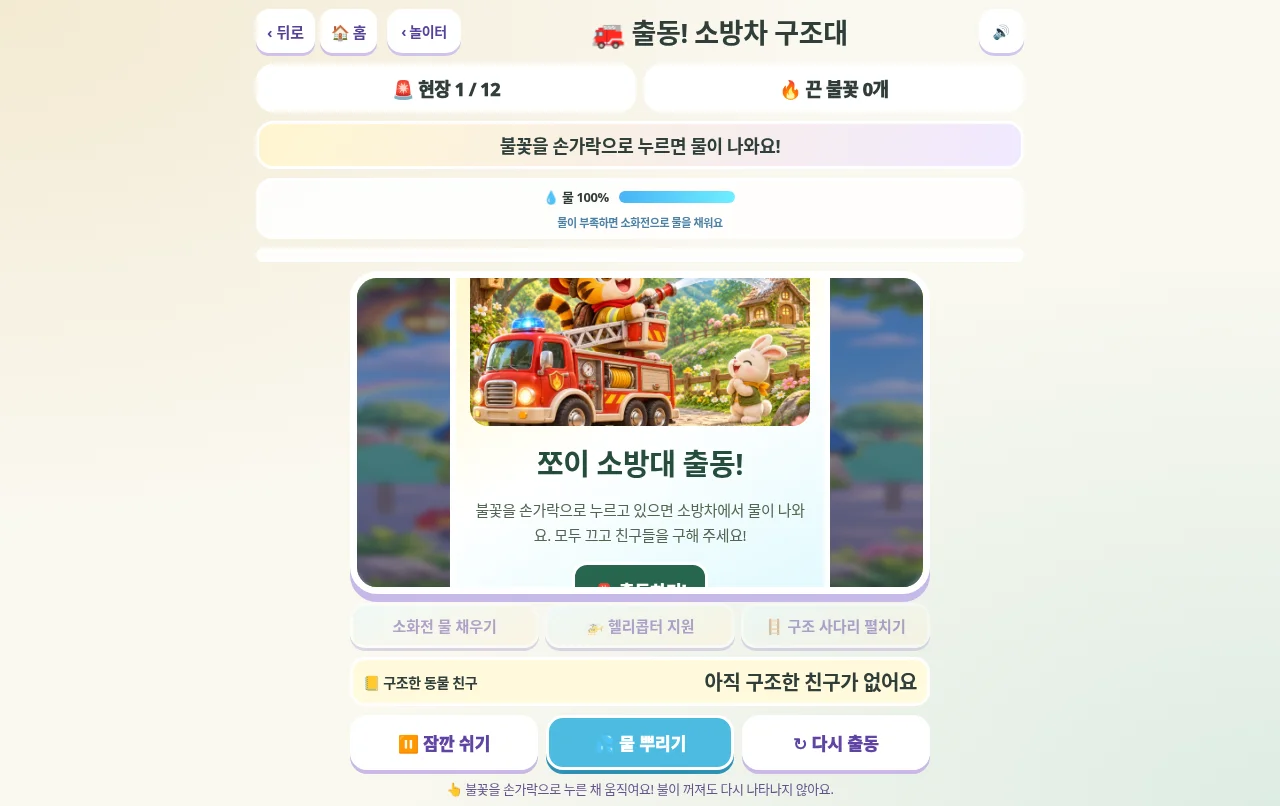 ‹ 뒤로
🏠 홈
‹ 놀이터
🚒 출동! 소방차 구조대
🔊
🚨 현장 1 / 12
🔥 끈 불꽃 0개
불꽃을 손가락으로 누르면 물이 나와요!
💧 물 100%
물이 부족하면 소화전으로 물을 채워요
쪼이 소방대 출동!
불꽃을 손가락으로 누르고 있으면 소방차에서 물이 나와
요. 모두 끄고 친구들을 구해 주세요!
🚨 출동하기!
소화전 물 채우기
🚁 헬리콥터 지원
🪜 구조 사다리 펼치기
📒 구조한 동물 친구
아직 구조한 친구가 없어요
⏸️ 잠깐 쉬기
💦 물 뿌리기
↻ 다시 출동
👆 불꽃을 손가락으로 누른 채 움직여요! 불이 꺼져도 다시 나타나지 않아요.